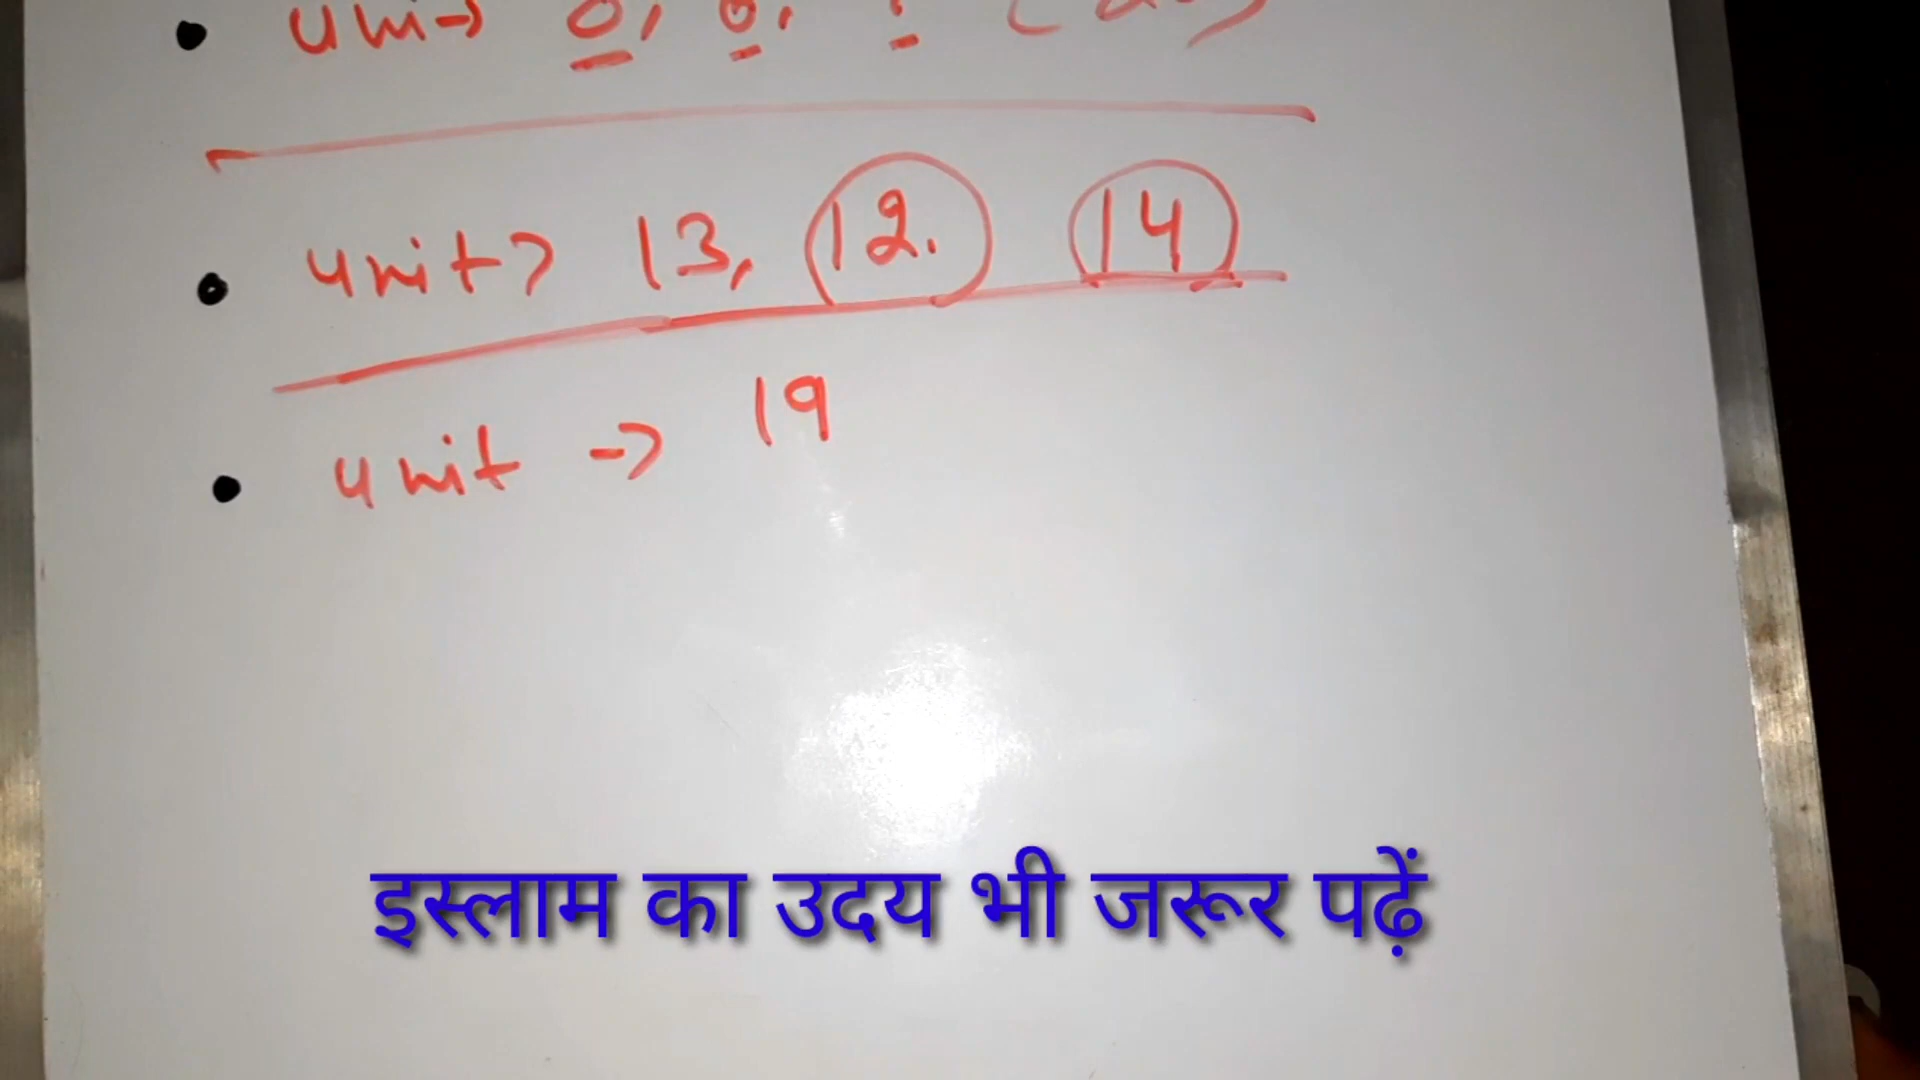 unit> 13, 12. 14
unit -> 19
इस्लाम का उदय भी जरूर पढ़ें